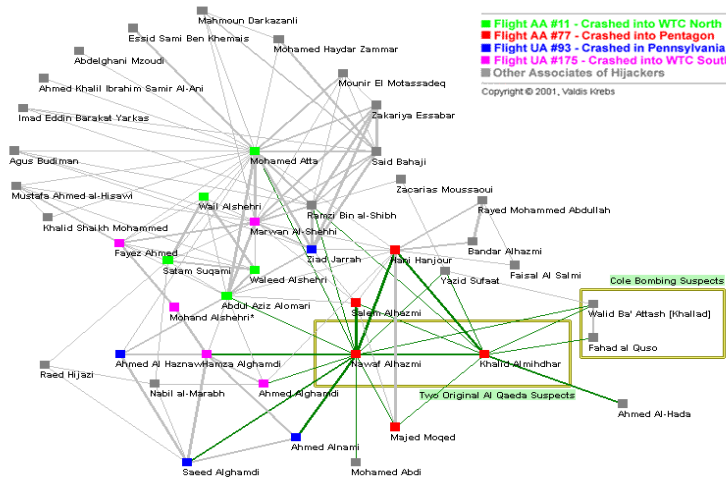 Mahmoun Darkazanli
Essid Sami Ben Khemais
Mohamed Haydar Zammar
Abdelghani Mzoudi
Flight AA #11 - Crashed into WTC North
Flight AA #77 - Crashed into Pentagon
Flight UA #93 - Crashed in Pennsylvania
Flight UA #175 - Crashed into WTC South
Other Associates of Hijackers
Copyright © 2001, Valdis Krebs
Mounir El Motassadeq
Ahmed Khalil Ibrahim Samir Al-Ani
Zakariya Essabar
Imad Eddin Barakat Yarkas
Agus Budiman
Mohamed Atta
Said Bahaji
Mustafa Ahmed al-Hisawi
Zacarias Moussaoui
Wail Alshehri
Ramzi Bin al-Shibh
Rayed Mohammed Abdullah
Khalid Shaikh Mohammed
Marwan Al-Shehhi
Fayez Ahmed
Ziad Jarrah
Hani Hanjour
Bandar Alhazmi
Satam Suqami
Waleed Alshehri
Yazid Sufaat
Faisal Al Salmi
Cole Bombing Suspects
Abdul Aziz Alomari
Salem Alhazmi
Walid Ba' Attash [Khallad]
Mohand Alshehri*
Fahad al Quso
Ahmed Al Haznawi
Hamza Alghamdi
Nawaf Alhazmi
Khalid Almihdhar
Raed Hijazi
Nabil al-Marabh
Ahmed Alghamdi
Two Original Al Qaeda Suspects
Ahmed Al-Hada
Majed Moqed
Ahmed Alnami
Saeed Alghamdi
Mohamed Abdi